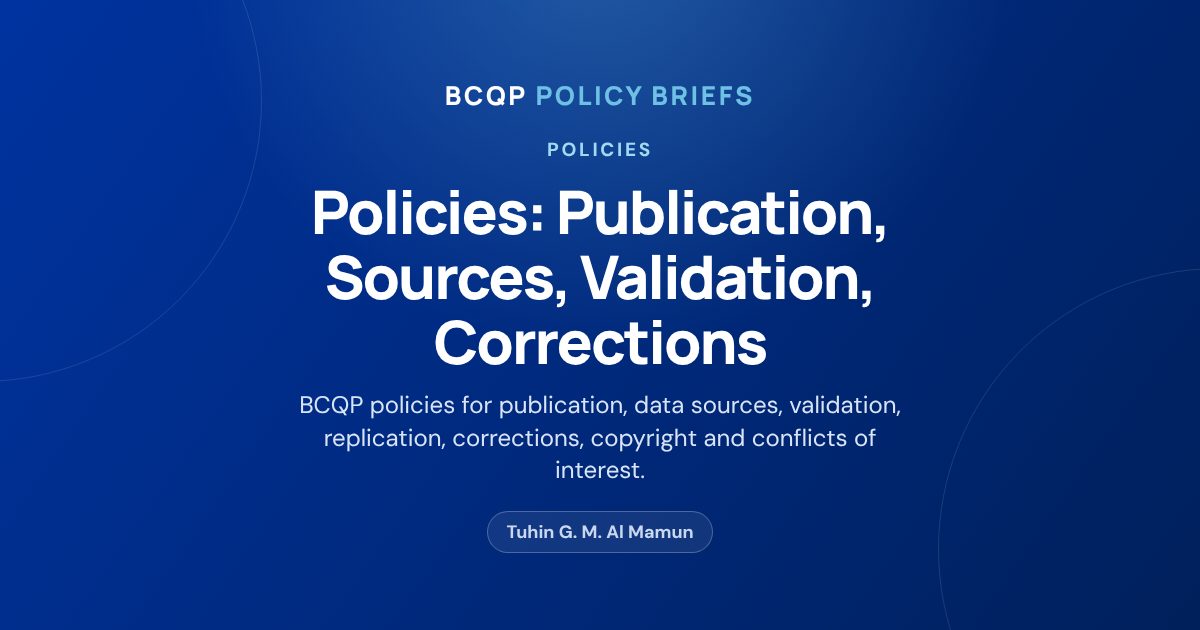 BCQP POLICY BRIEFS
POLICIES
Policies: Publication,
Sources, Validation,
Corrections
BCQP policies for publication, data sources, validation,
replication, corrections, copyright and conflicts of
interest.
Tuhin G. M. Al Mamun